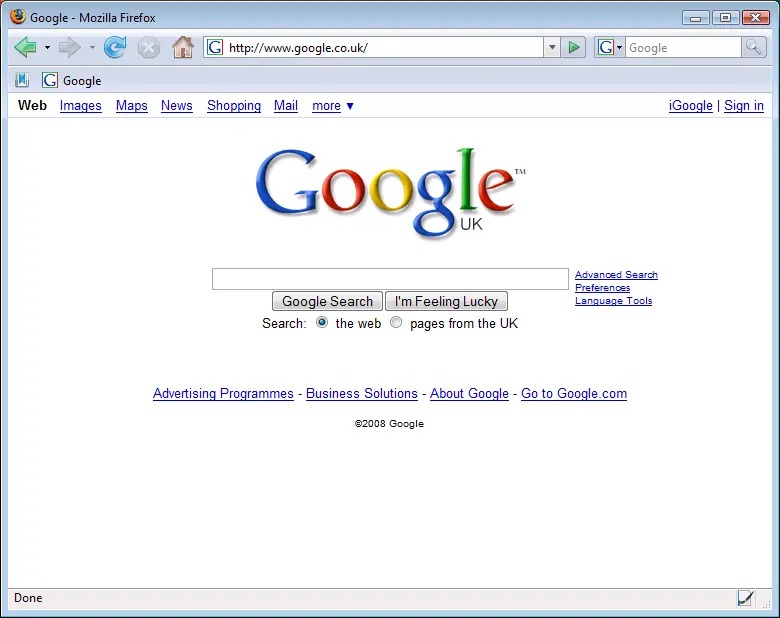 Google - Mozilla Firefox
G http://www.google.co.uk/ G Google
G Google
Web Images Maps News Shopping Mail more ▼ iGoogle | Sign in
Google™
UK
Advanced Search
Preferences
Language Tools
Google Search I'm Feeling Lucky
Search: the web pages from the UK
Advertising Programmes - Business Solutions - About Google - Go to Google.com
©2008 Google
Done